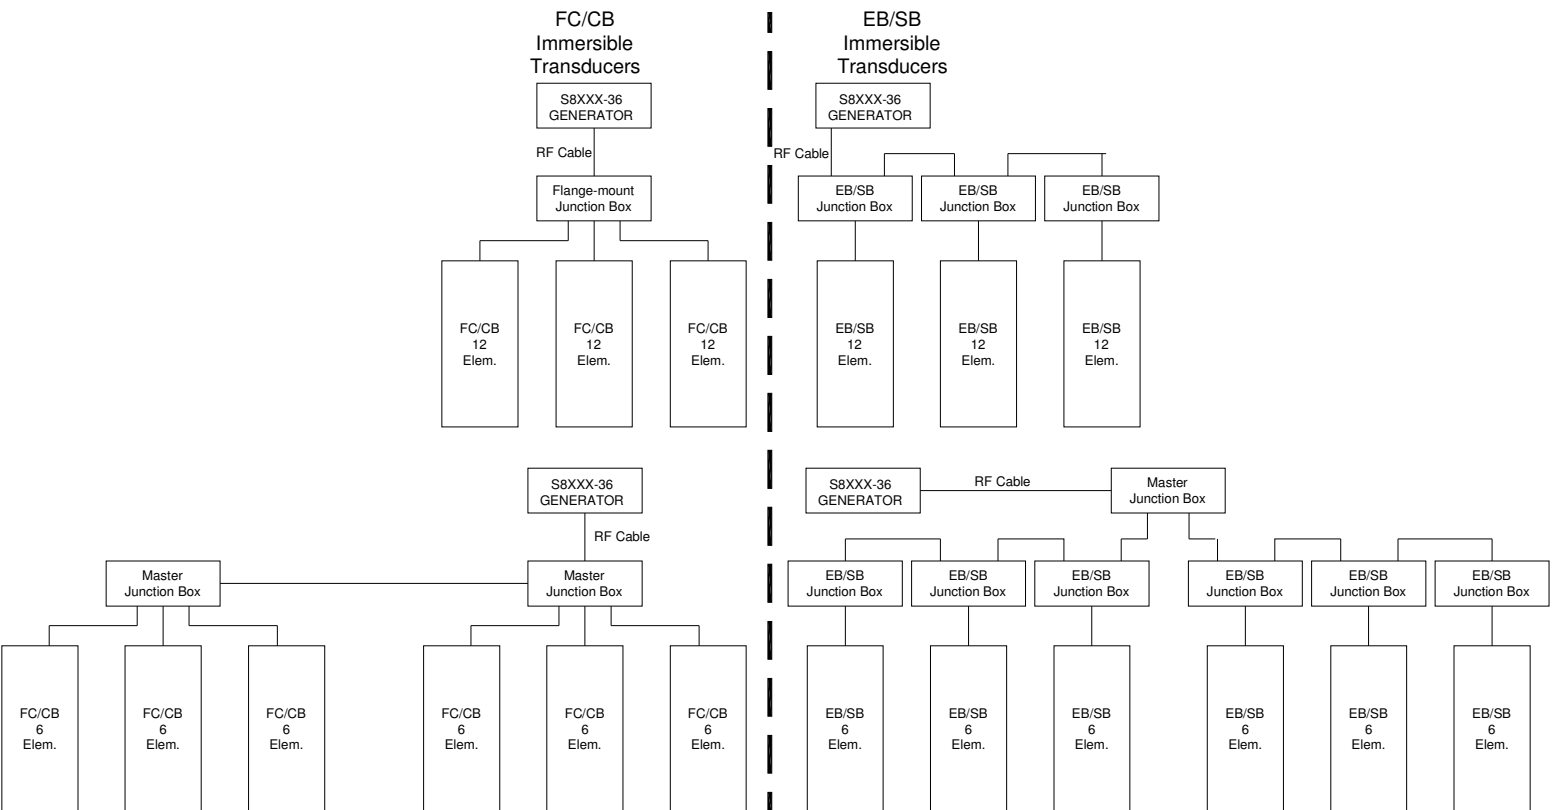 FC/CB
Immersible
Transducers
S8XXX-36
GENERATOR
RF Cable
Flange-mount
Junction Box
FC/CB
12
Elem.
FC/CB
12
Elem.
FC/CB
12
Elem.
EB/SB
Immersible
Transducers
S8XXX-36
GENERATOR
RF Cable
EB/SB
Junction Box
EB/SB
Junction Box
EB/SB
Junction Box
EB/SB
12
Elem.
EB/SB
12
Elem.
EB/SB
12
Elem.
S8XXX-36
GENERATOR
RF Cable
Master
Junction Box
Master
Junction Box
FC/CB
6
Elem.
FC/CB
6
Elem.
FC/CB
6
Elem.
FC/CB
6
Elem.
FC/CB
6
Elem.
FC/CB
6
Elem.
S8XXX-36
GENERATOR
RF Cable
Master
Junction Box
EB/SB
Junction Box
EB/SB
Junction Box
EB/SB
Junction Box
EB/SB
Junction Box
EB/SB
Junction Box
EB/SB
Junction Box
EB/SB
6
Elem.
EB/SB
6
Elem.
EB/SB
6
Elem.
EB/SB
6
Elem.
EB/SB
6
Elem.
EB/SB
6
Elem.